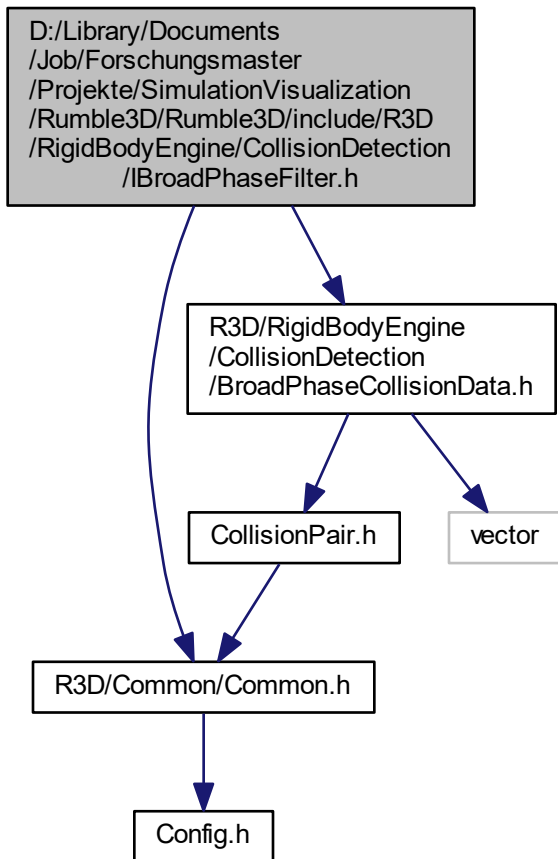 D:/Library/Documents
/Job/Forschungsmaster
/Projekte/SimulationVisualization
/Rumble3D/Rumble3D/include/R3D
/RigidBodyEngine/CollisionDetection
/IBroadPhaseFilter.h
R3D/RigidBodyEngine
/CollisionDetection
/BroadPhaseCollisionData.h
CollisionPair.h
vector
R3D/Common/Common.h
Config.h